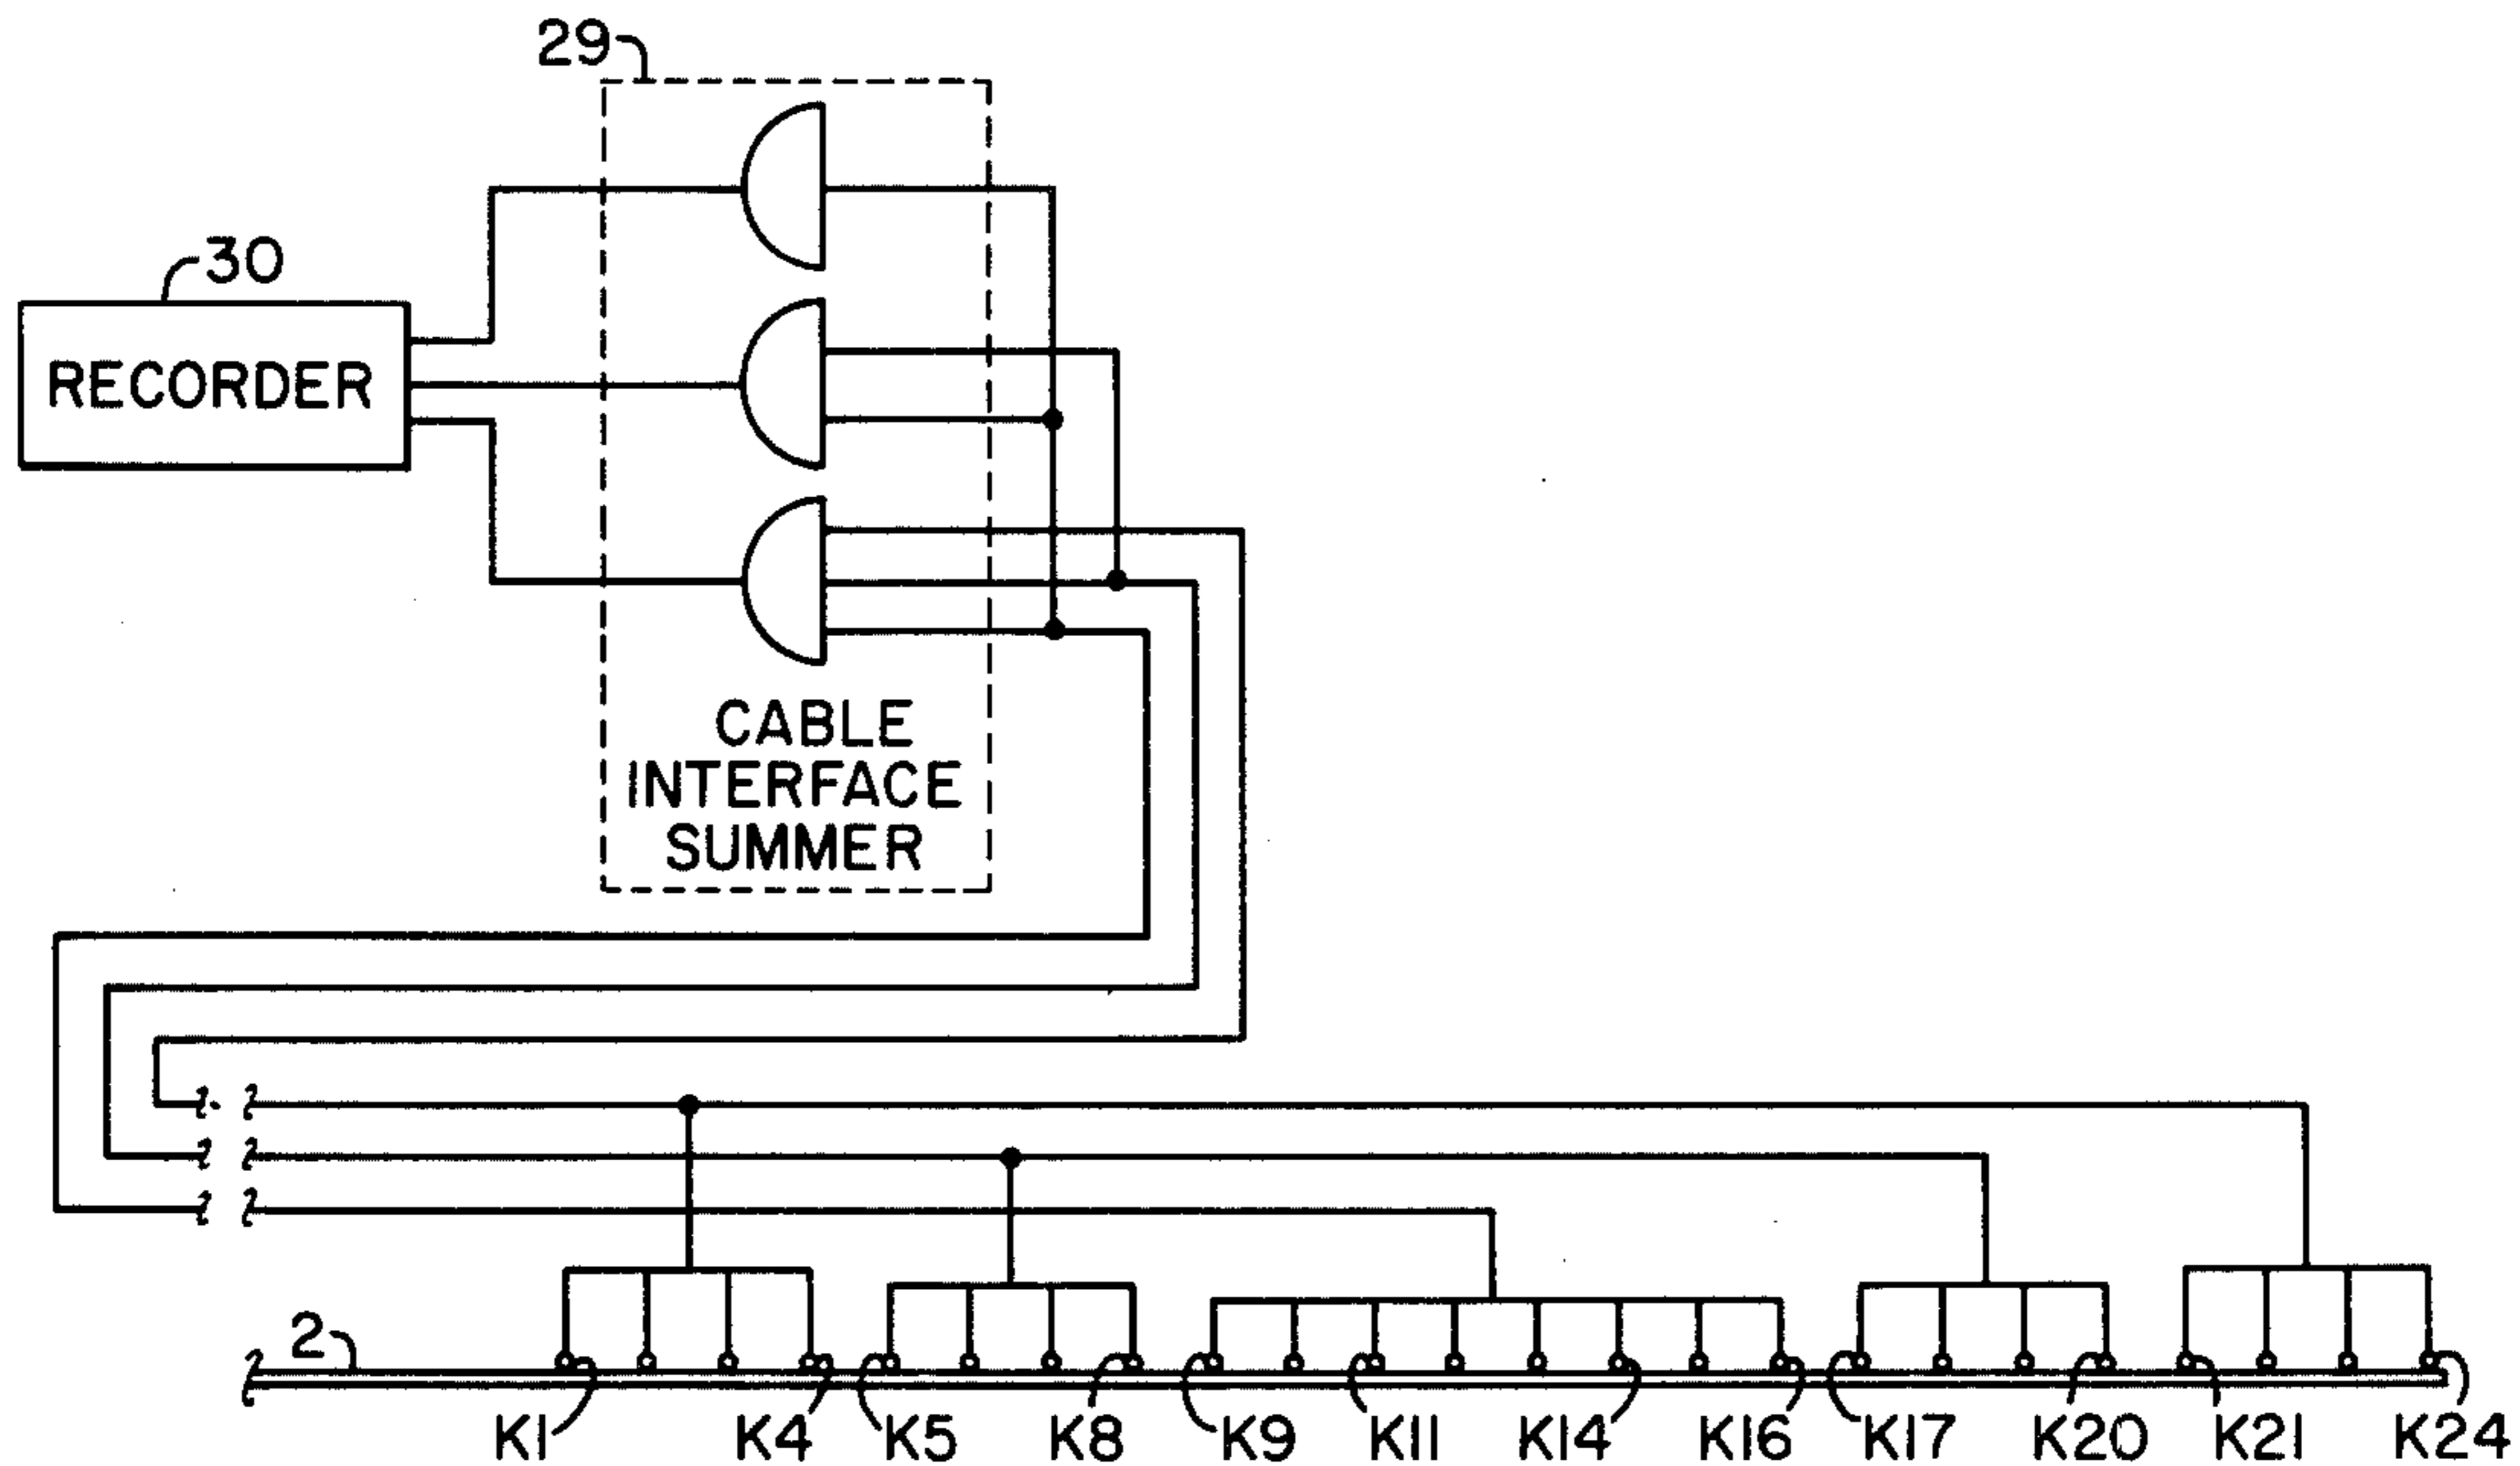 29
30
RECORDER
CABLE
INTERFACE
SUMMER
2
K1 K4 K5 K8 K9 K11 K14 K16 K17 K20 K21 K24